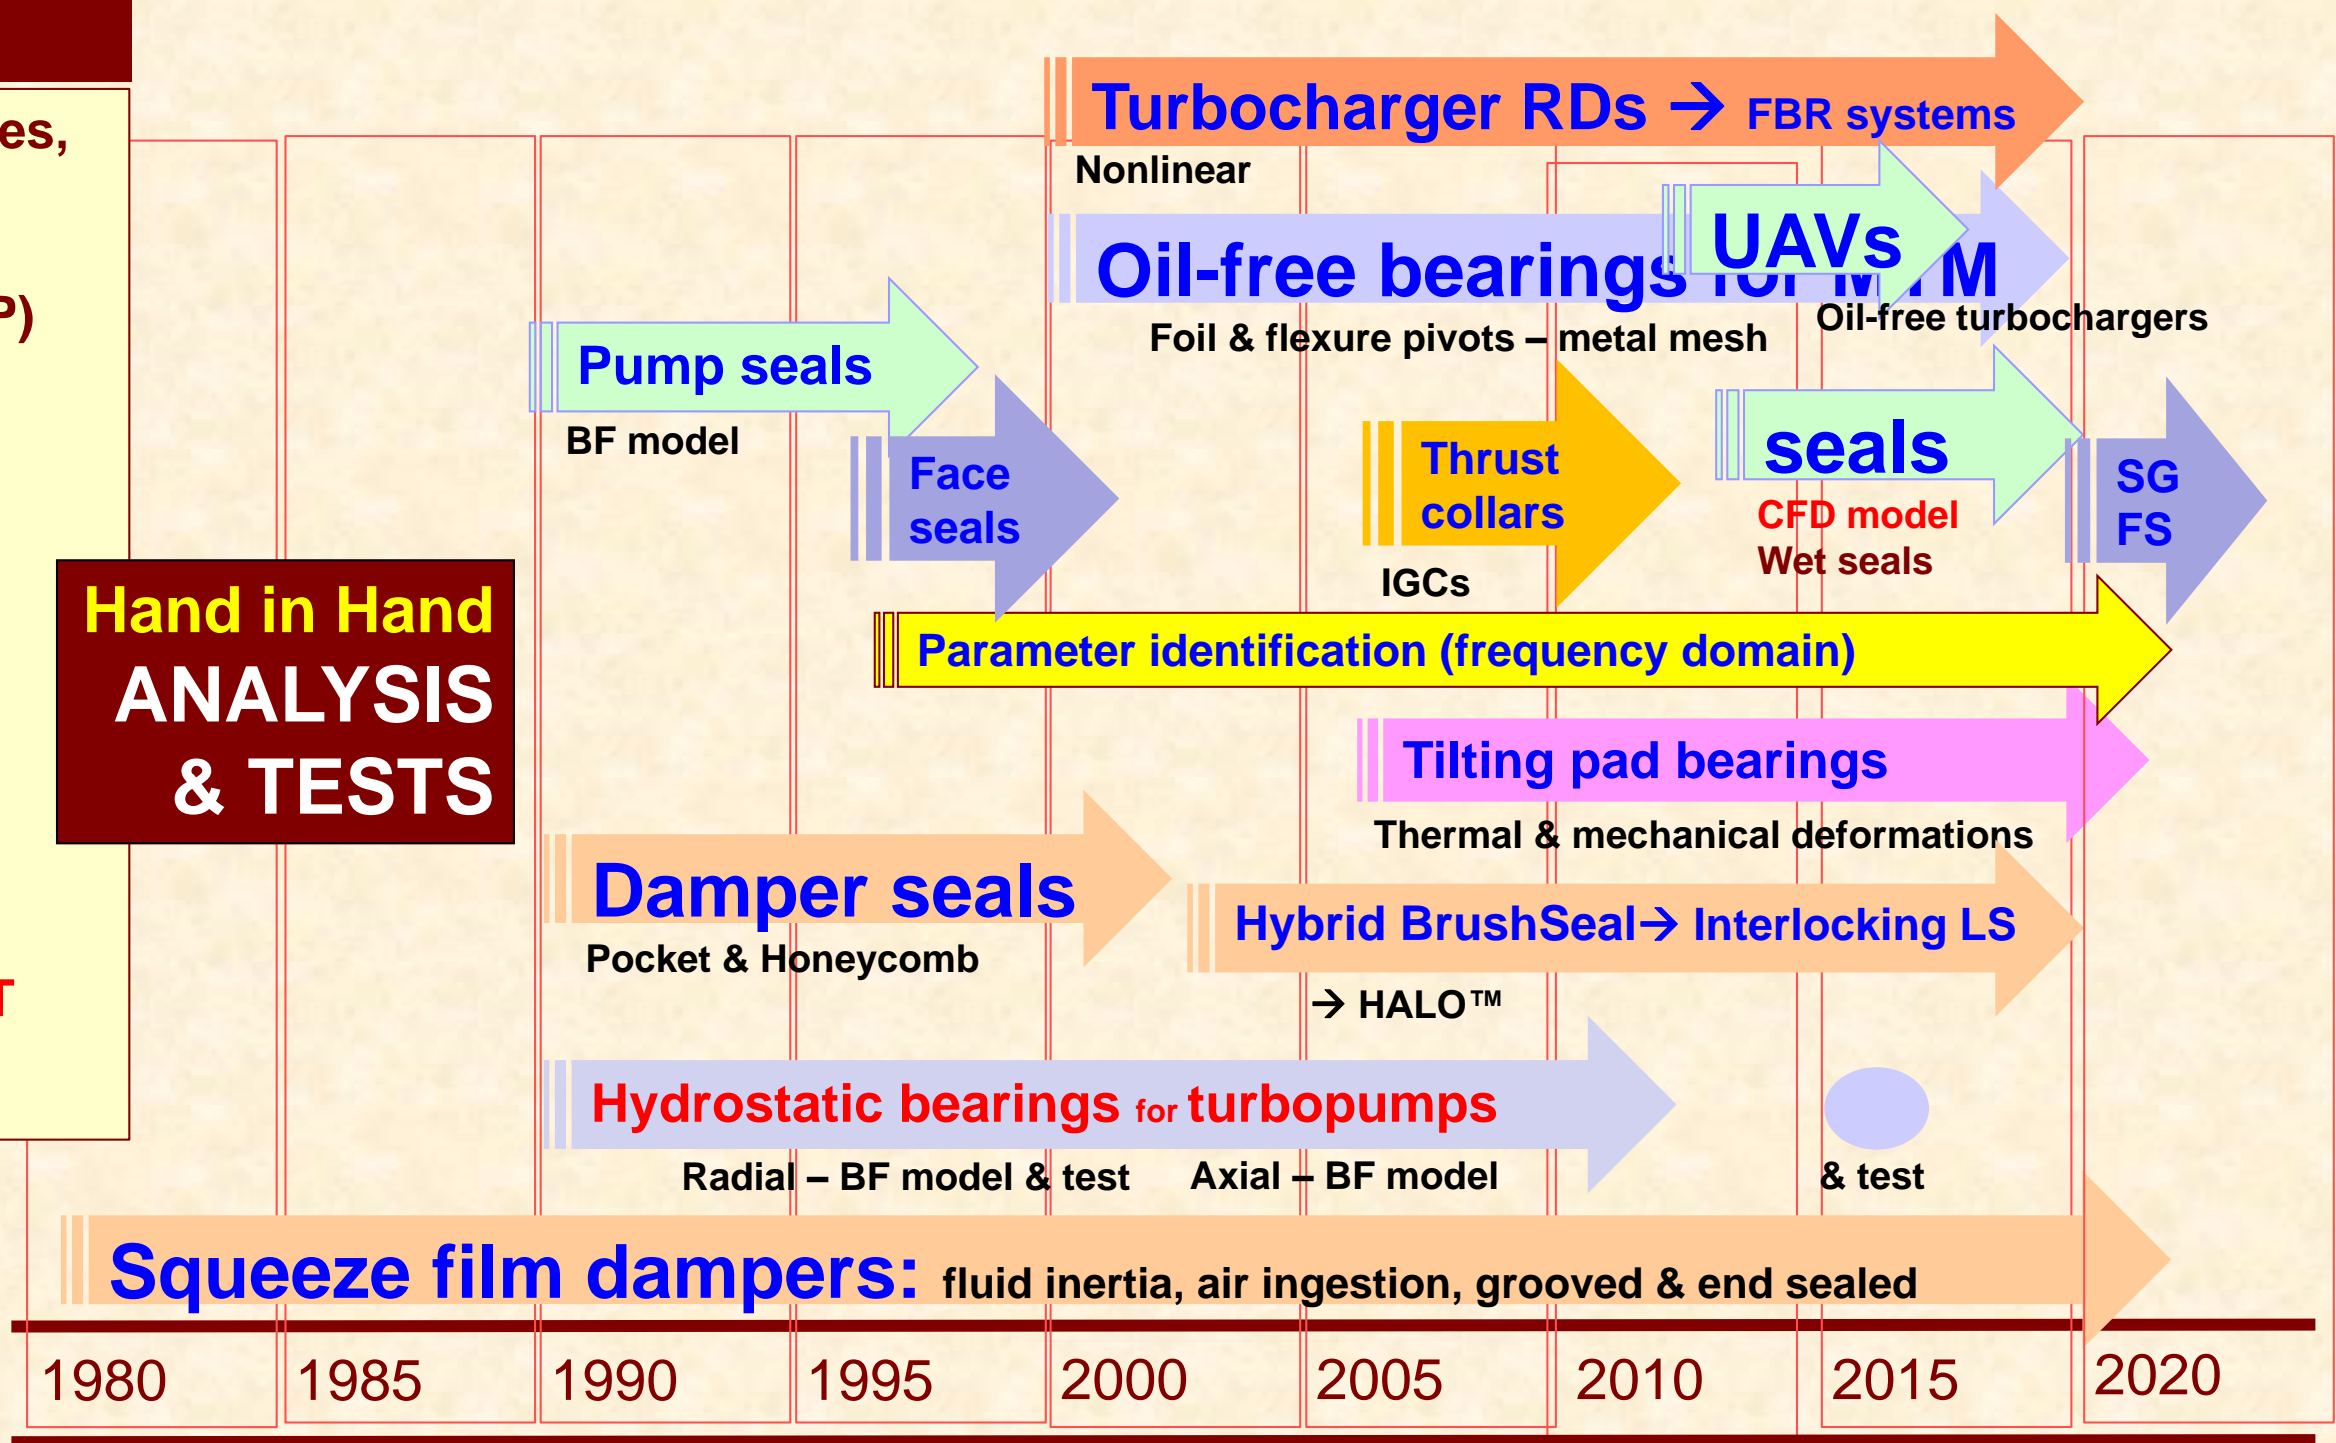 es,
P)
T
Turbocharger RDs → FBR systems
Nonlinear
UAVs
Oil-free bearings for MTM
Oil-free turbochargers
Foil & flexure pivots – metal mesh
Pump seals
BF model
Face
seals
Thrust
collars
IGCs
seals
CFD model
Wet seals
SG
FS
Hand in Hand
ANALYSIS
& TESTS
Parameter identification (frequency domain)
Tilting pad bearings
Thermal & mechanical deformations
Damper seals
Pocket & Honeycomb
Hybrid BrushSeal→ Interlocking LS
→ HALO™
Hydrostatic bearings for turbopumps
Radial – BF model & test
Axial – BF model
& test
Squeeze film dampers: fluid inertia, air ingestion, grooved & end sealed
1980 1985 1990 1995 2000 2005 2010 2015 2020